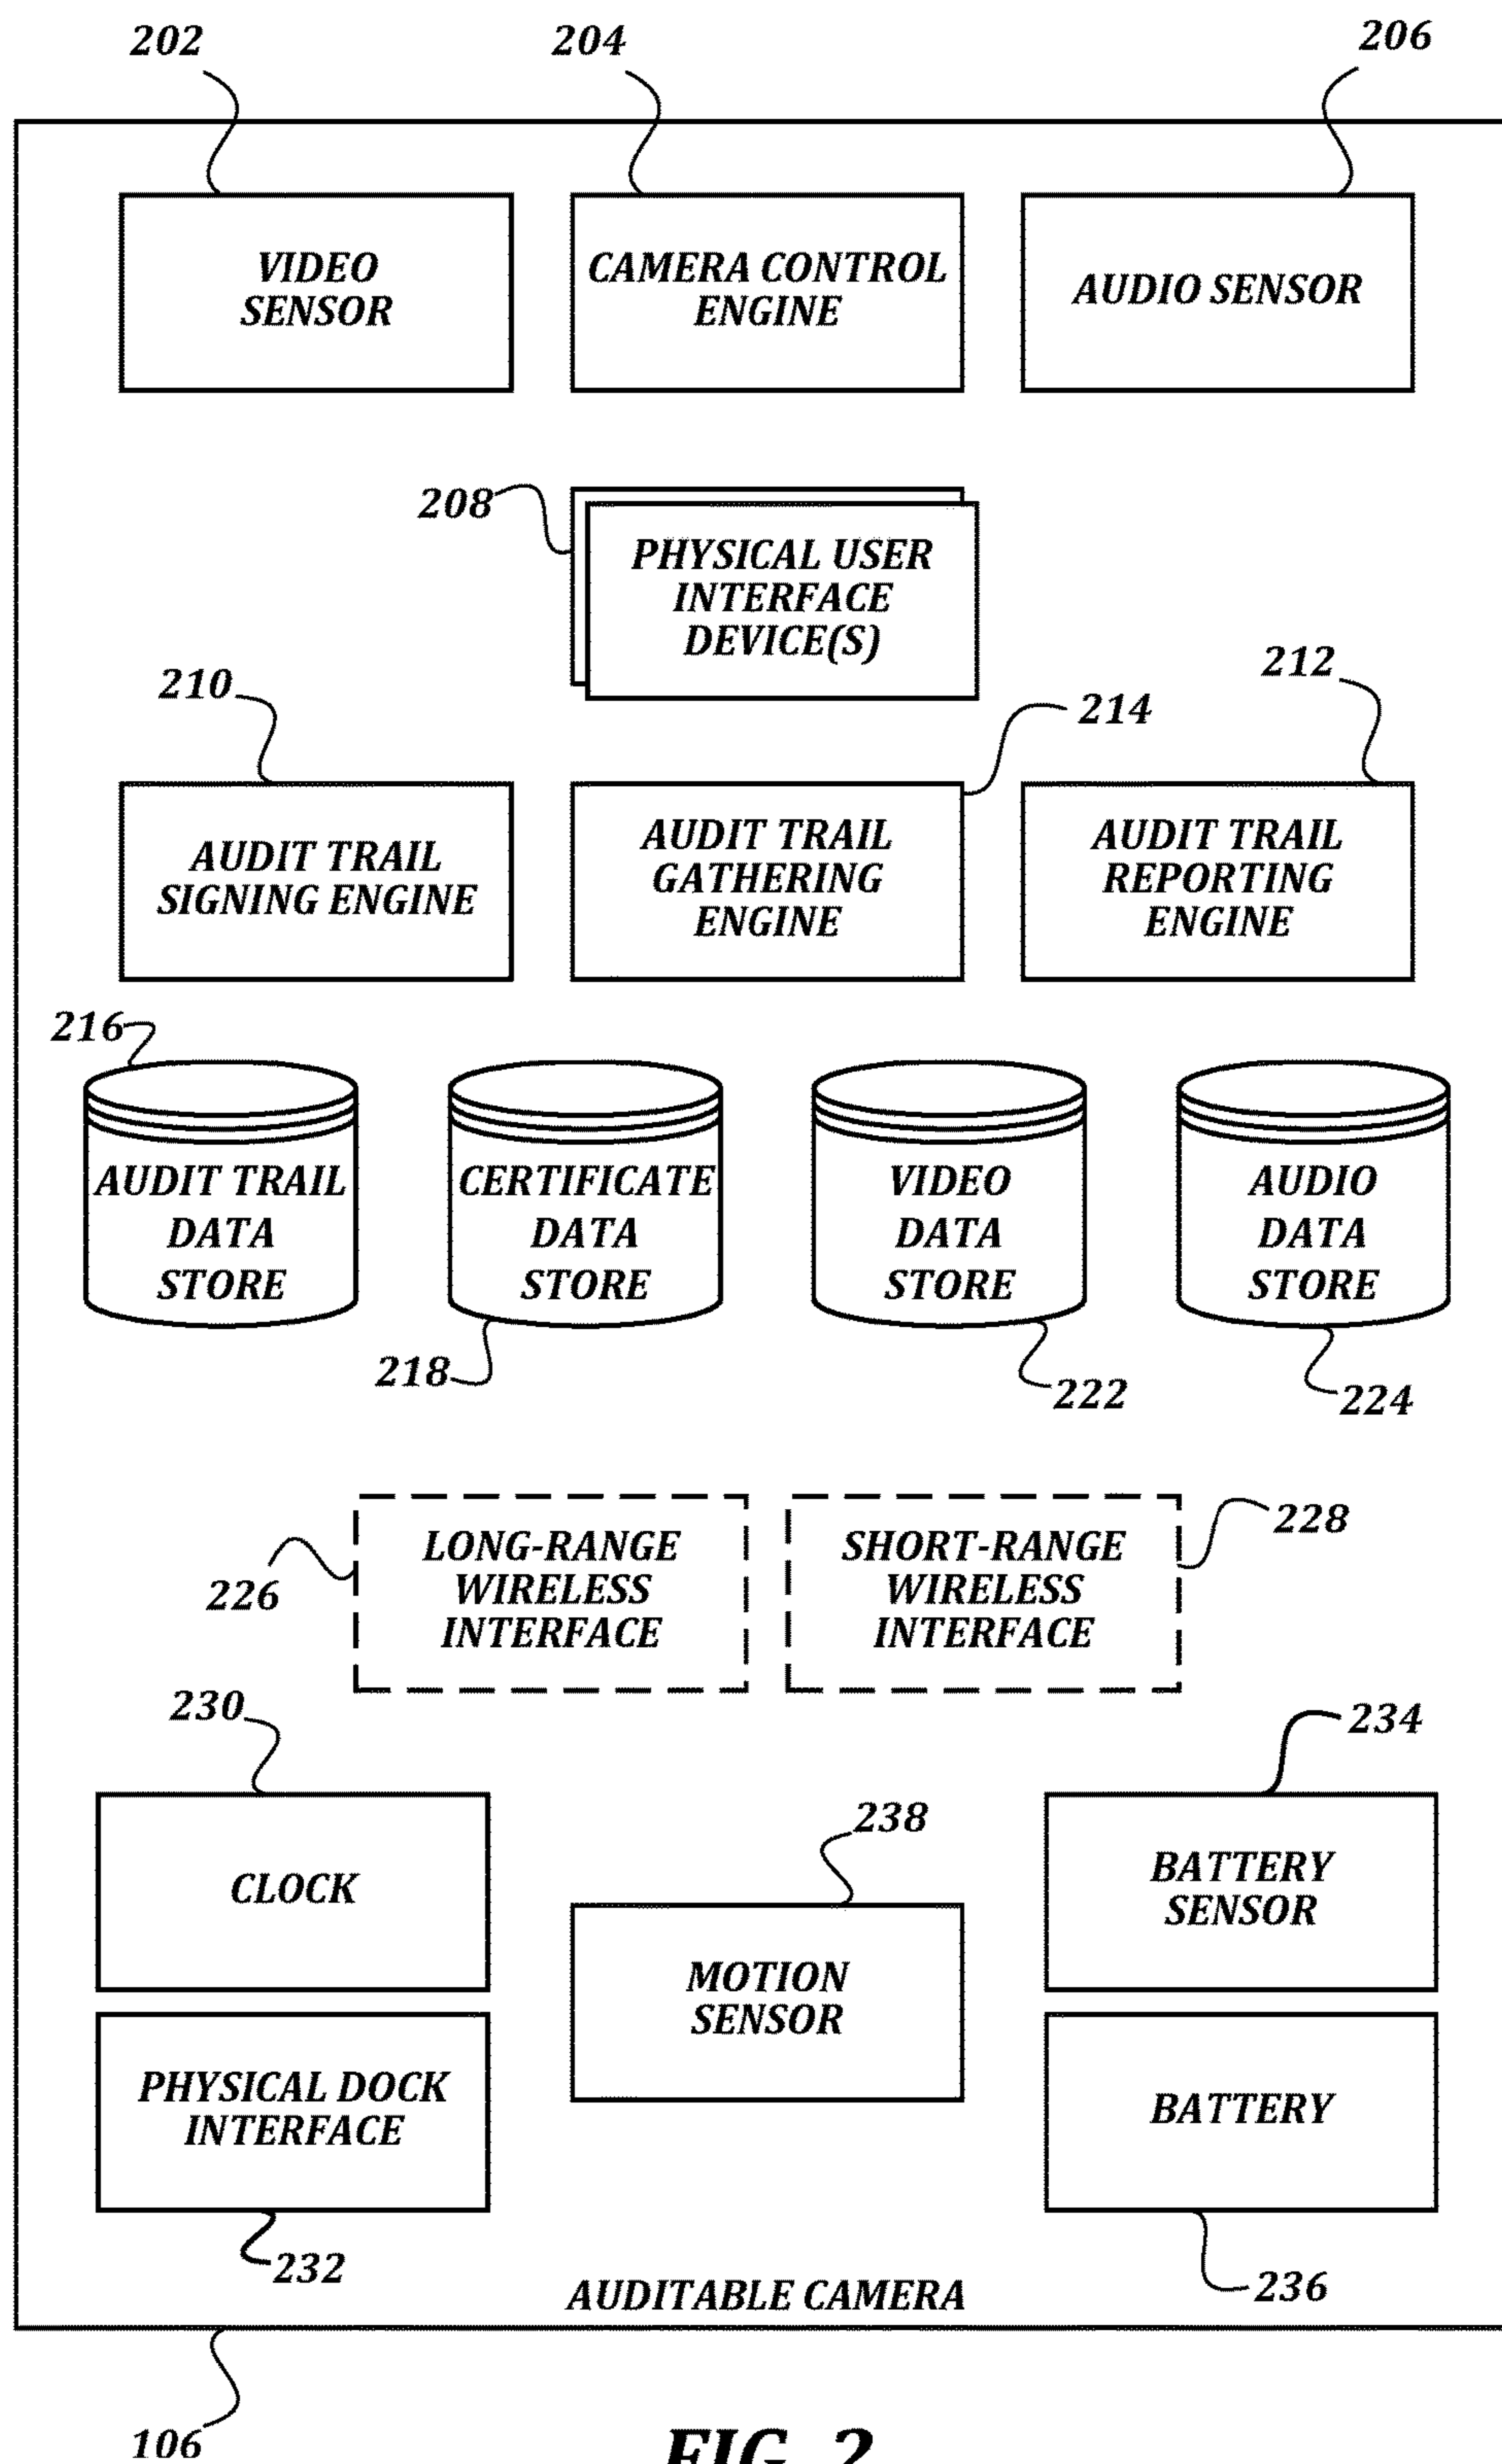 202
204
206
VIDEO
SENSOR
CAMERA CONTROL
ENGINE
AUDIO SENSOR
208
PHYSICAL USER
INTERFACE
DEVICE(S)
210
214
212
AUDIT TRAIL
SIGNING ENGINE
AUDIT TRAIL
GATHERING
ENGINE
AUDIT TRAIL
REPORTING
ENGINE
216
AUDIT TRAIL
DATA
STORE
CERTIFICATE
DATA
STORE
VIDEO
DATA
STORE
AUDIO
DATA
STORE
218
222
224
226
LONG-RANGE
WIRELESS
INTERFACE
SHORT-RANGE
WIRELESS
INTERFACE
228
230
238
234
CLOCK
MOTION
SENSOR
BATTERY
SENSOR
PHYSICAL DOCK
INTERFACE
BATTERY
232
236
AUDITABLE CAMERA
106
FIG. 2